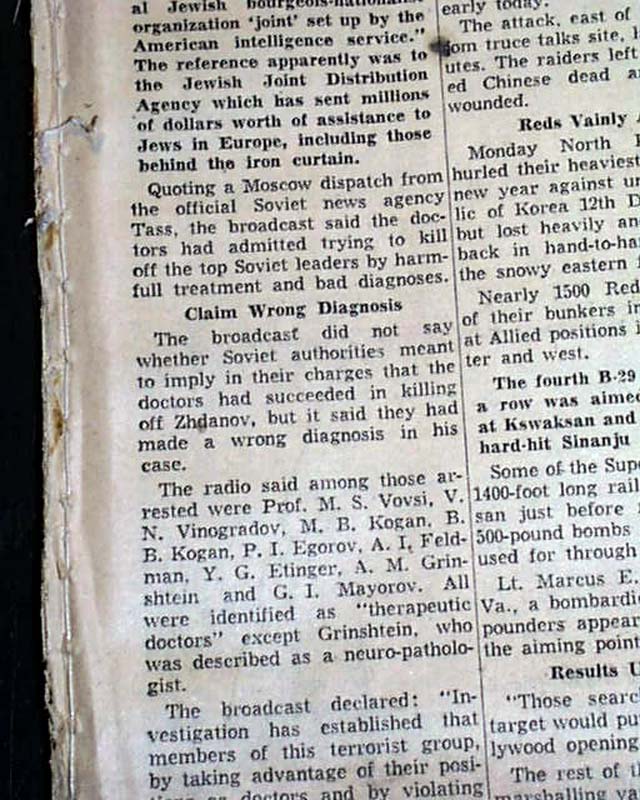 al Jewish bourgeois-nationalist
organization 'joint' set up by the
American intelligence service."
The reference apparently was to
the Jewish Joint Distribution
Agency which has sent millions
of dollars worth of assistance to
Jews in Europe, including those
behind the iron curtain.
Quoting a Moscow dispatch from
the official Soviet news agency
Tass, the broadcast said the doc-
tors had admitted trying to kill
off the top Soviet leaders by harm-
full treatment and bad diagnoses.
Claim Wrong Diagnosis
The broadcast did not say
whether Soviet authorities meant
to imply in their charges that the
doctors had succeeded in killing
off Zhdanov, but it said they had
made a wrong diagnosis in his
case.
The radio said among those ar-
rested were Prof. M. S. Vovsi, V.
N. Vinogradov, M. B. Kogan, B.
B. Kogan, P. I. Egorov, A. I. Feld-
man, Y. G. Etinger, A. M. Grin-
shtein and G. I. Mayorov. All
were identified as "therapeutic
doctors" except Grinshtein, who
was described as a neuro-patholo-
gist.
The broadcast declared: "In-
vestigation has established that
members of this terrorist group,
by taking advantage of their posi-
tions as doctors and by violating
early today.
The attack, east of
jom truce talks site, l
utes. The raiders left
ed Chinese dead a
wounded.
Reds Vainly A
Monday North
hurled their heaviest
new year against u
lic of Korea 12th D
but lost heavily an
back in hand-to-ha
the snowy eastern f
Nearly 1500 Red
of their bunkers i
at Allied positions i
ter and west.
The fourth B-29
a row was aime
at Kswaksan and
hard-hit Sinanju
Some of the Supe
1400-foot long rail
san just before
500-pound bombs
used for through
Lt. Marcus E.
Va., a bombardi
pounders appear
the aiming point
Results U
"Those searc
target would pu
lywood opening
The rest of t
marshalling ya